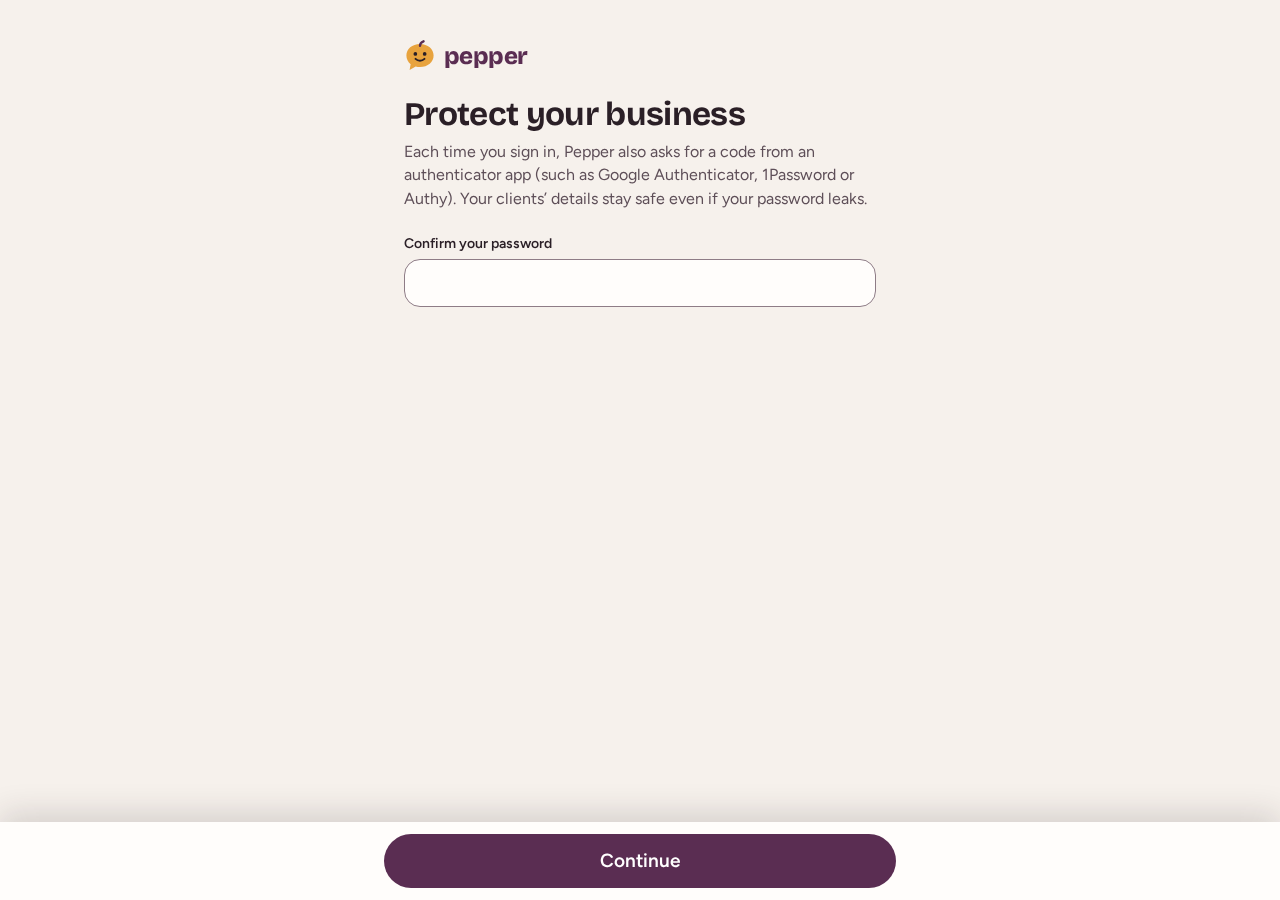 pepper
Protect your business
Each time you sign in, Pepper also asks for a code from an
authenticator app (such as Google Authenticator, 1Password or
Authy). Your clients’ details stay safe even if your password leaks.
Confirm your password
Continue